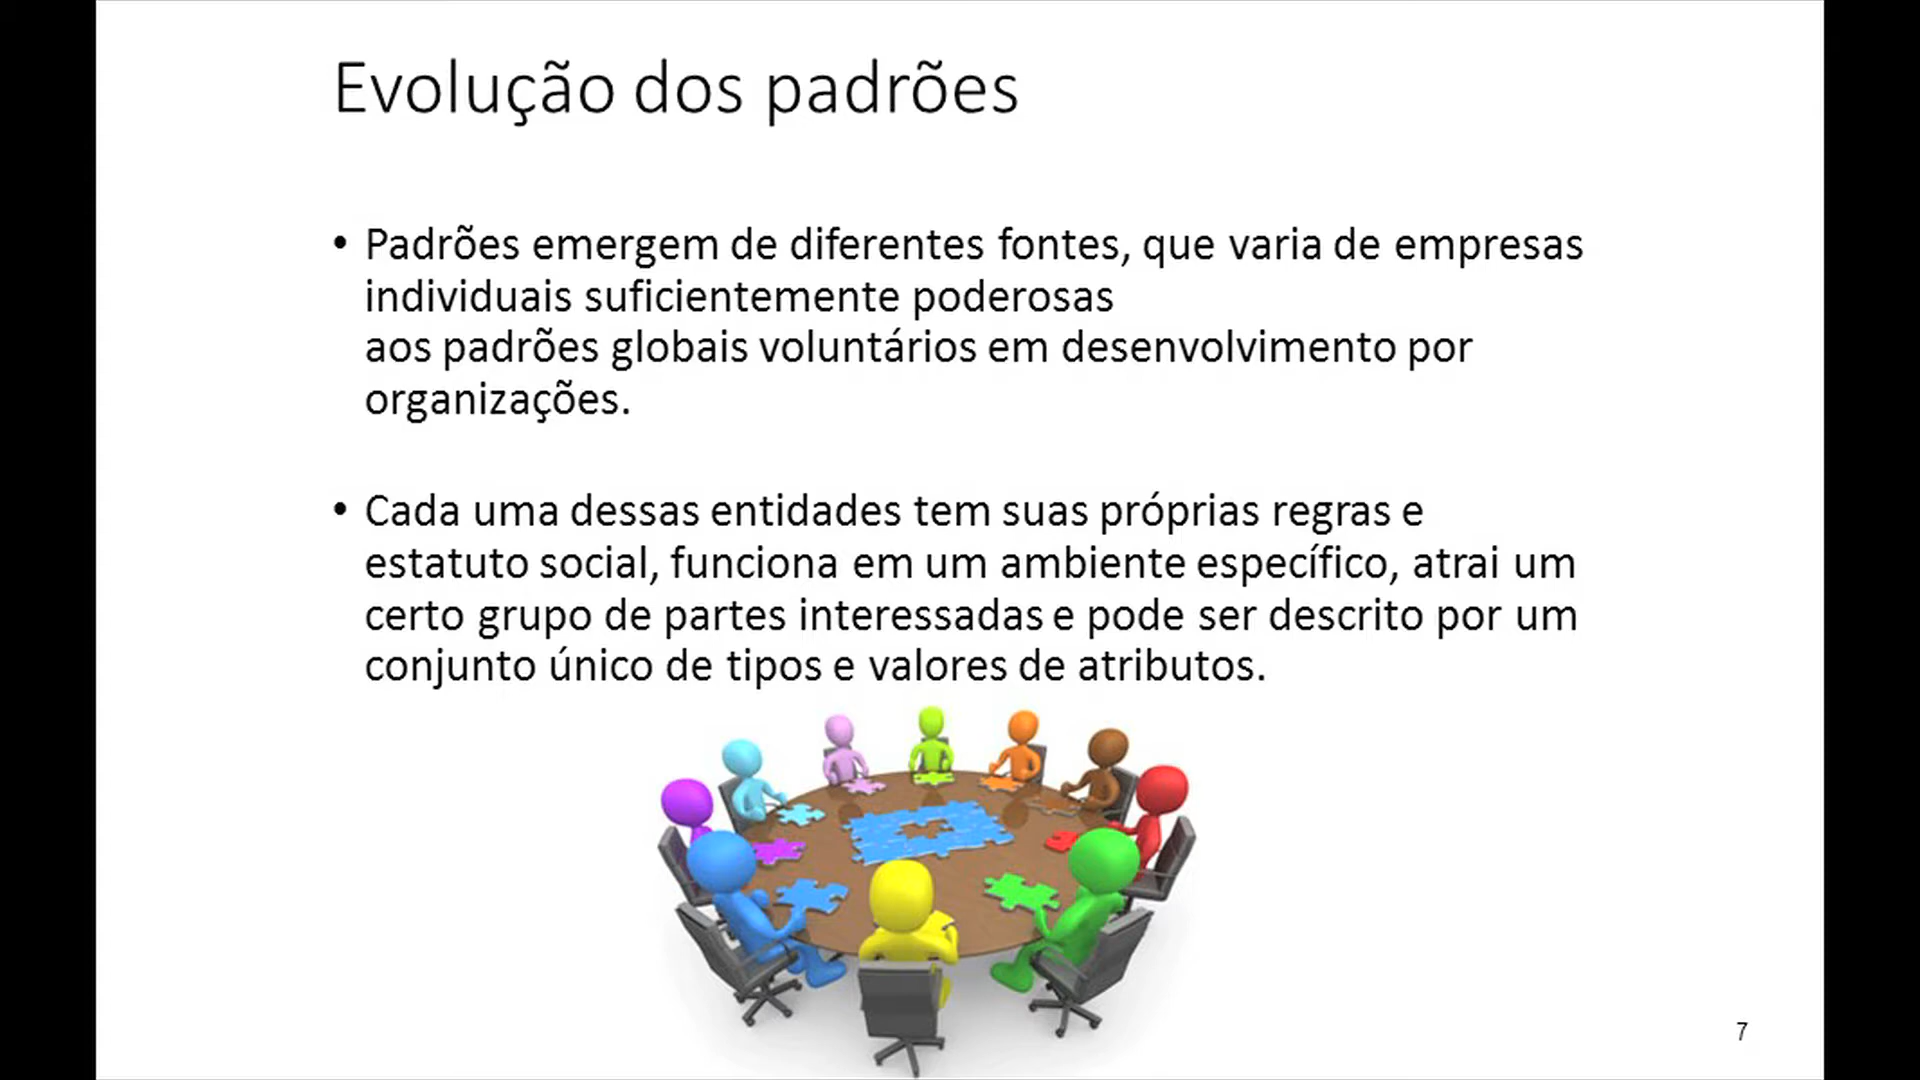 Evolução dos padrões
• Padrões emergem de diferentes fontes, que varia de empresas
individuais suficientemente poderosas
aos padrões globais voluntários em desenvolvimento por
organizações.
• Cada uma dessas entidades tem suas próprias regras e
estatuto social, funciona em um ambiente específico, atrai um
certo grupo de partes interessadas e pode ser descrito por um
conjunto único de tipos e valores de atributos.
7